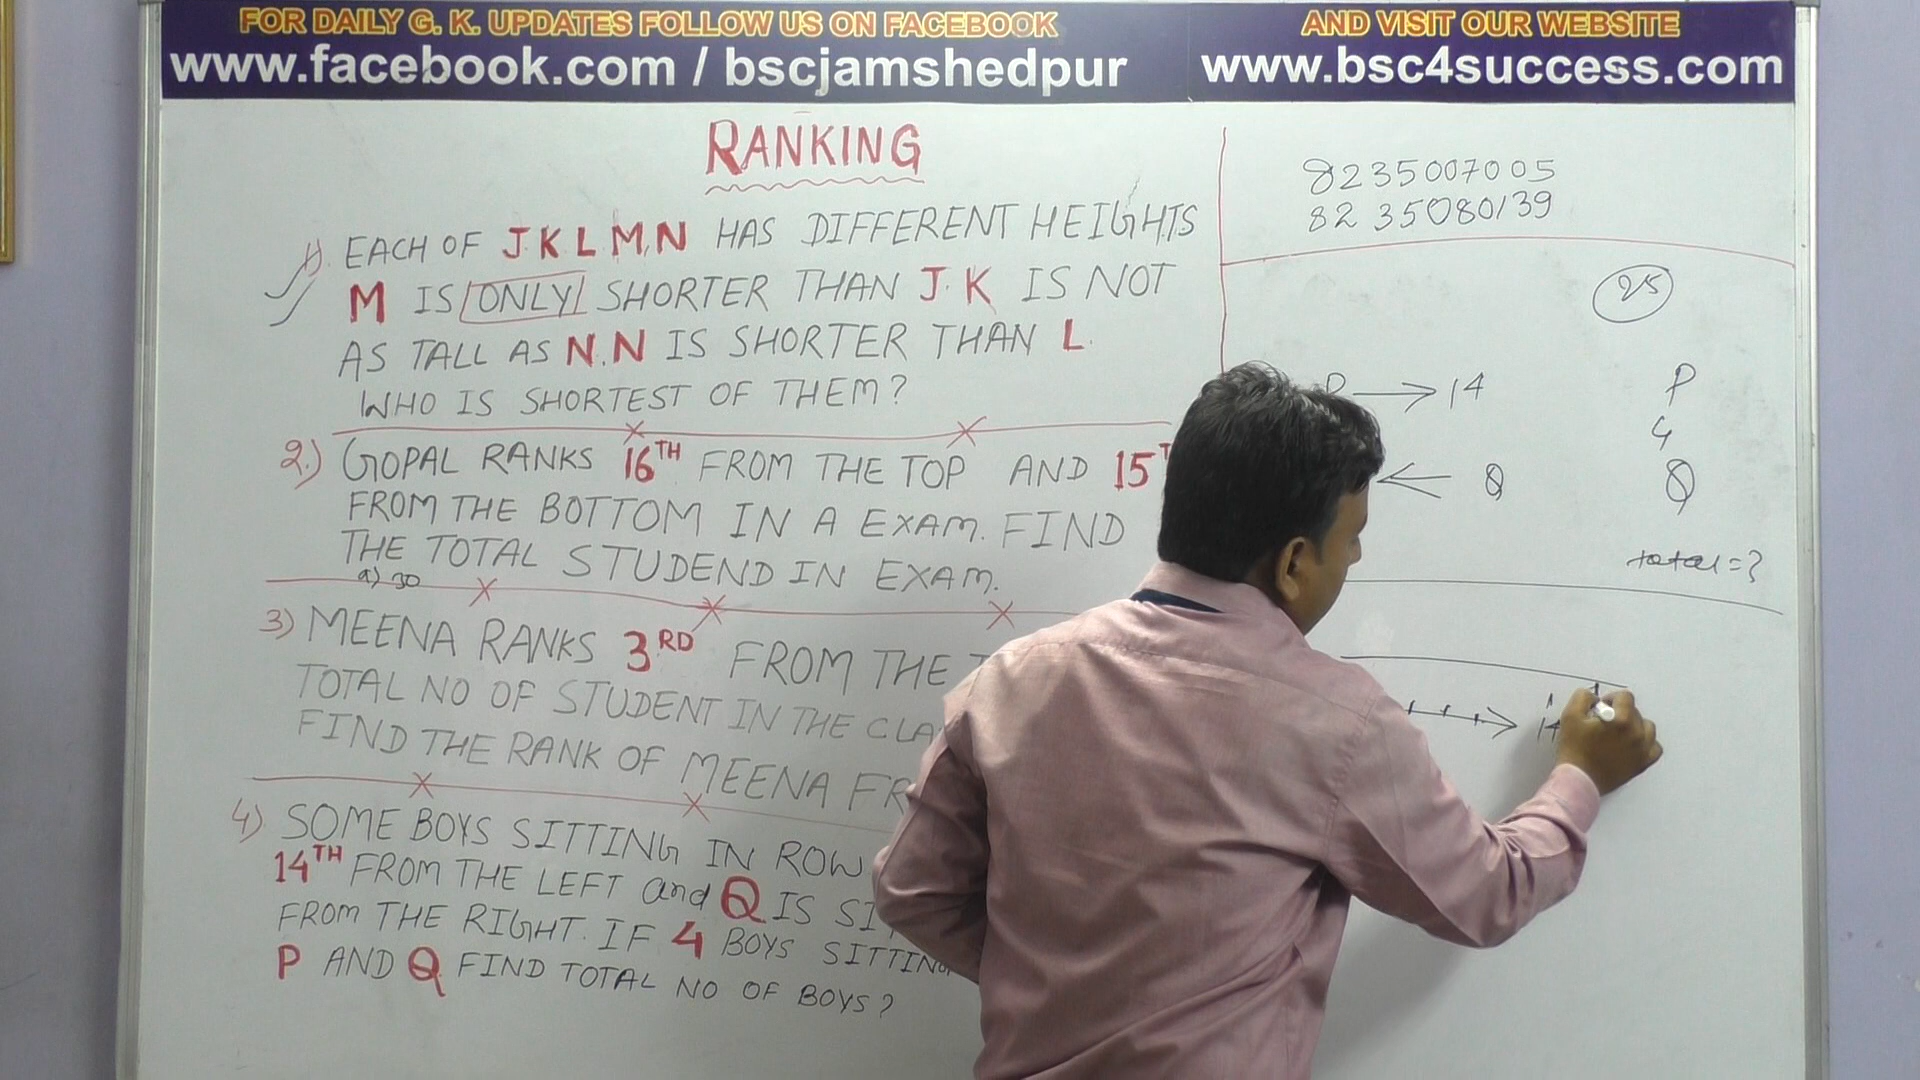 FOR DAILY G. K. UPDATES FOLLOW US ON FACEBOOK
www.facebook.com / bscjamshedpur
AND VISIT OUR WEBSITE
www.bsc4success.com
RANKING
1) EACH OF J K L M, N HAS DIFFERENT HEIGHTS
M IS ONLY SHORTER THAN J. K IS NOT
AS TALL AS N. N IS SHORTER THAN L.
WHO IS SHORTEST OF THEM?
2.) GOPAL RANKS 16TH FROM THE TOP AND 15
FROM THE BOTTOM IN A EXAM. FIND
THE TOTAL STUDEND IN EXAM.
a) 30
3) MEENA RANKS 3RD FROM THE
TOTAL NO OF STUDENT IN THE
FIND THE RANK OF MEENA
4) SOME BOYS SITTING IN ROW
14TH FROM THE LEFT and Q IS
FROM THE RIGHT. IF 4 BOYS SITTING
P AND Q FIND TOTAL NO OF BOYS?
8235007005
8235080139
25
P → 14
← Q
P
4
Q
total = ?
14